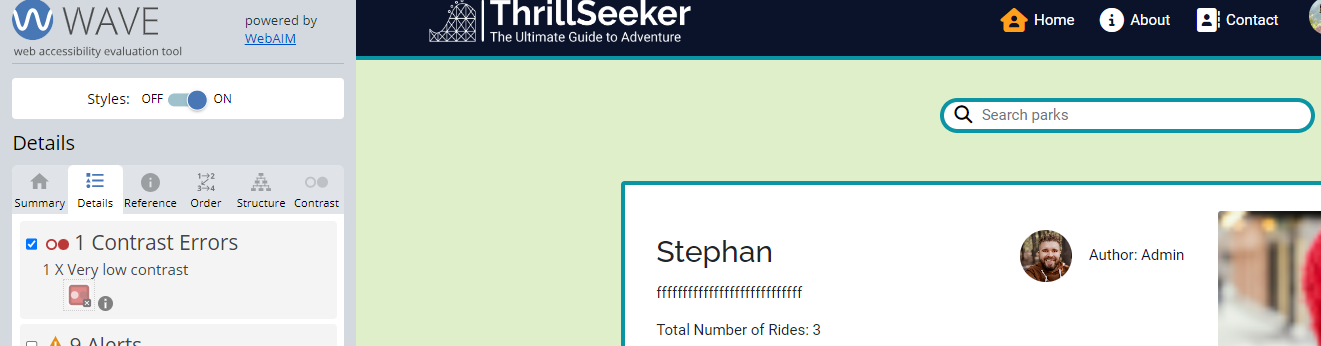 WAVE
powered by
WebAIM
web accessibility evaluation tool
Styles: OFF ON
Details
Summary Details Reference Order Structure Contrast
1 Contrast Errors
1 X Very low contrast
9 Alerts
ThrillSeeker
The Ultimate Guide to Adventure
Home About Contact
Search parks
Stephan
Author: Admin
fffffffffffffffffffffffffffff
Total Number of Rides: 3